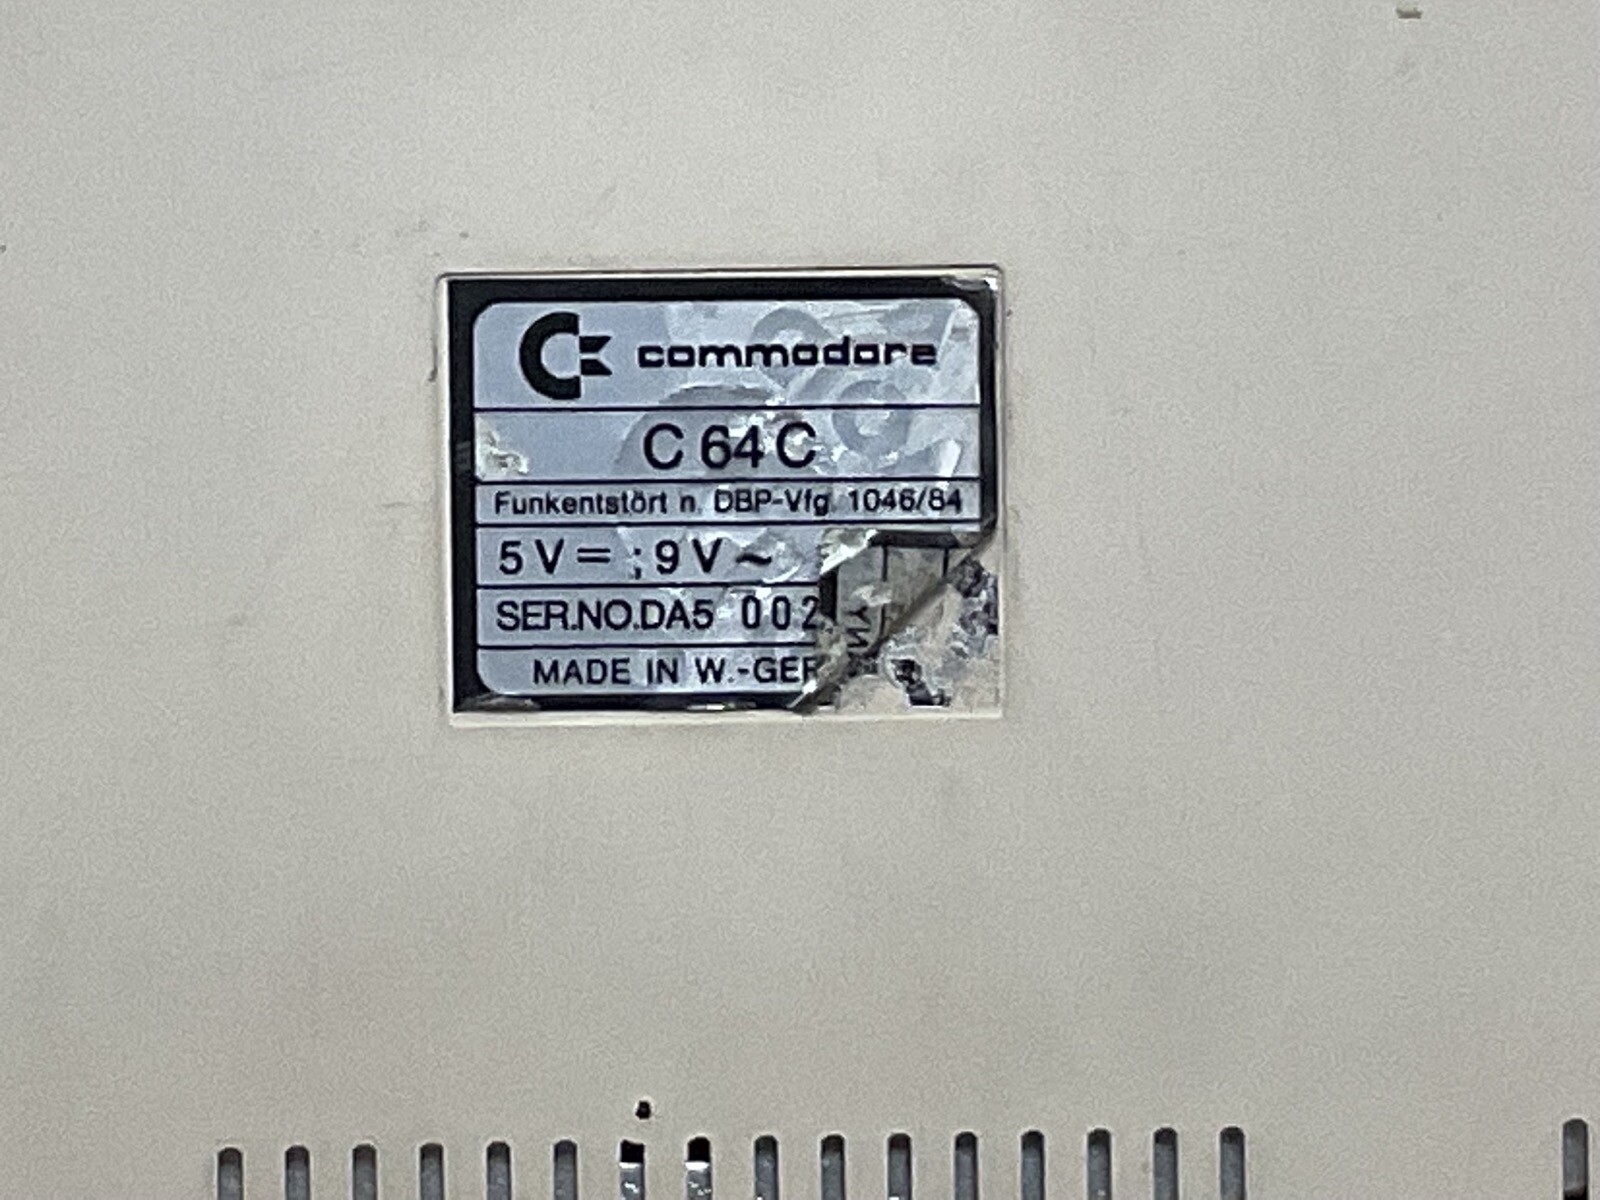 commodore
C 64 C
Funkentstört n. DBP-Vfg. 1046/84
5 V = ; 9 V ~
SER.NO.DA5 002
MADE IN W.-GER